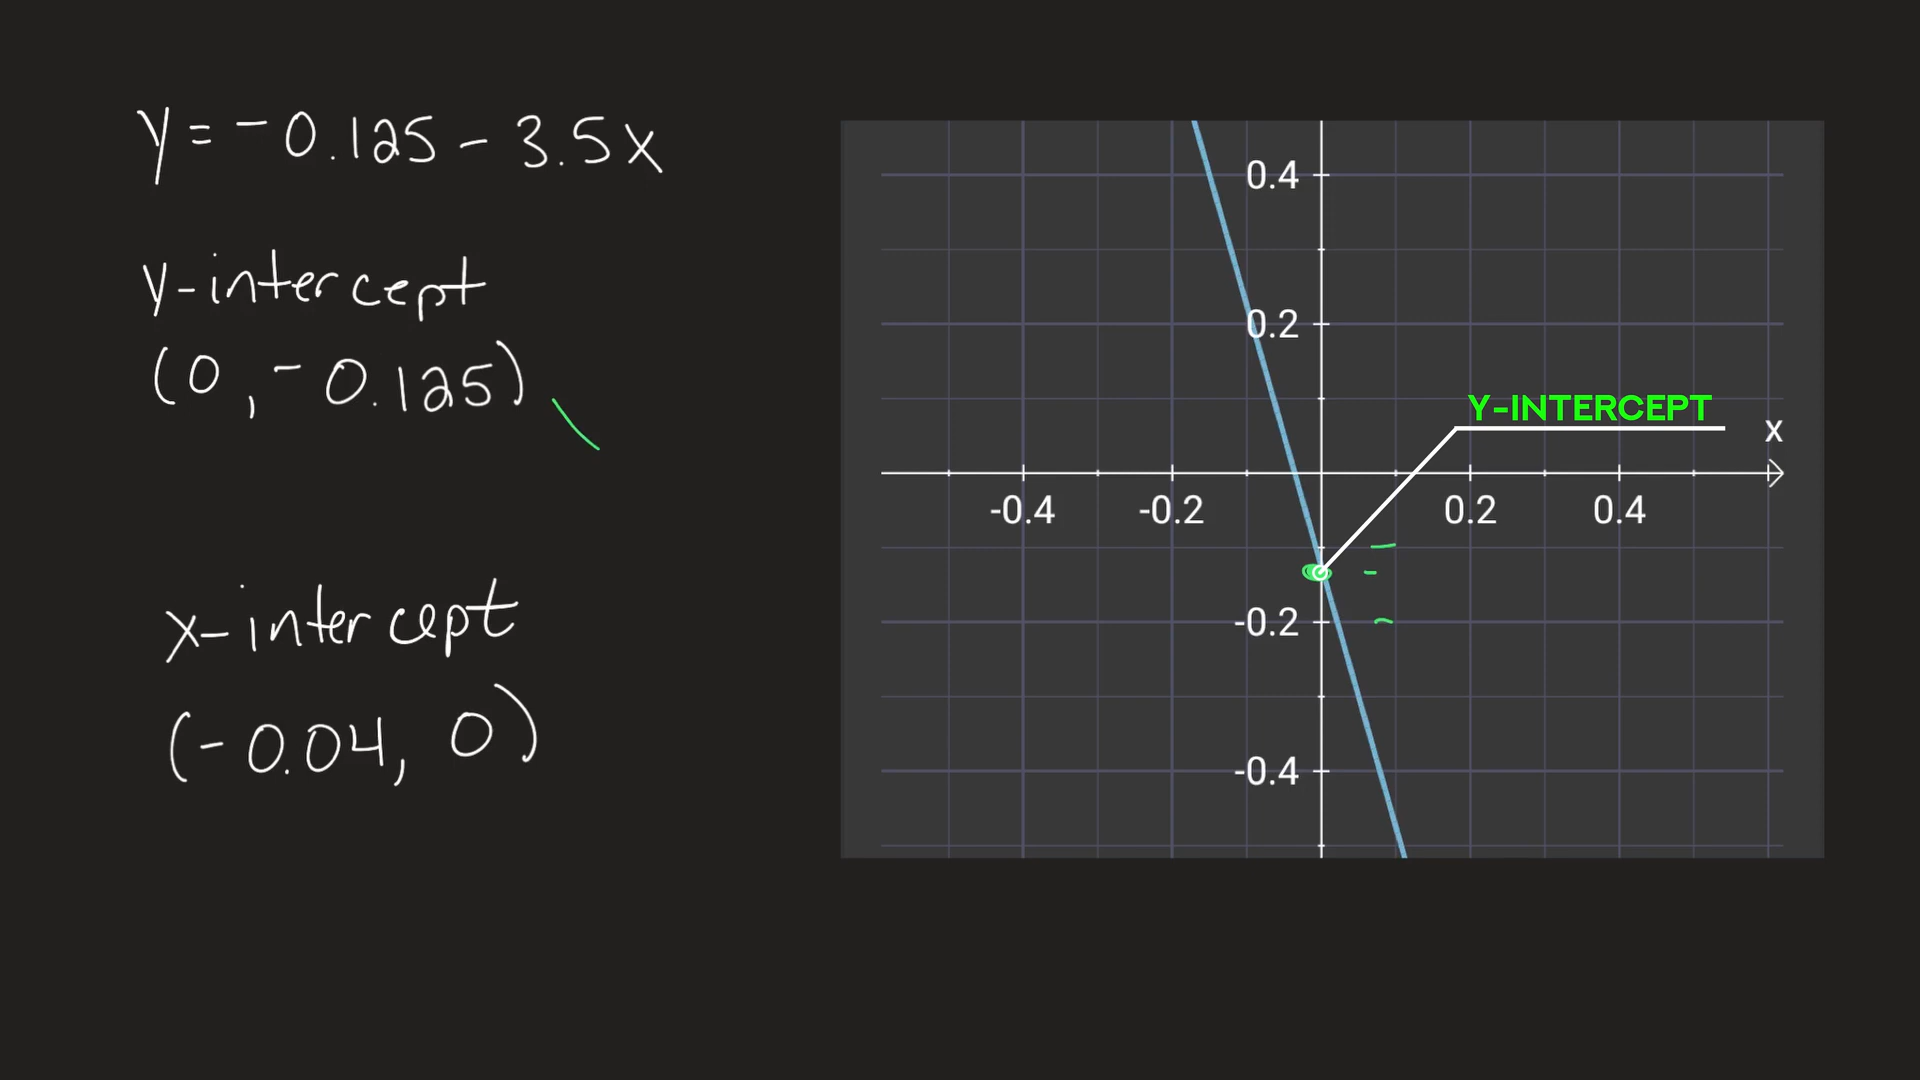 y = -0.125 - 3.5x
y-intercept
(0, -0.125)
x-intercept
(-0.04, 0)
0.4
0.2
Y-INTERCEPT
x
-0.4 -0.2 0.2 0.4
-0.2
-0.4